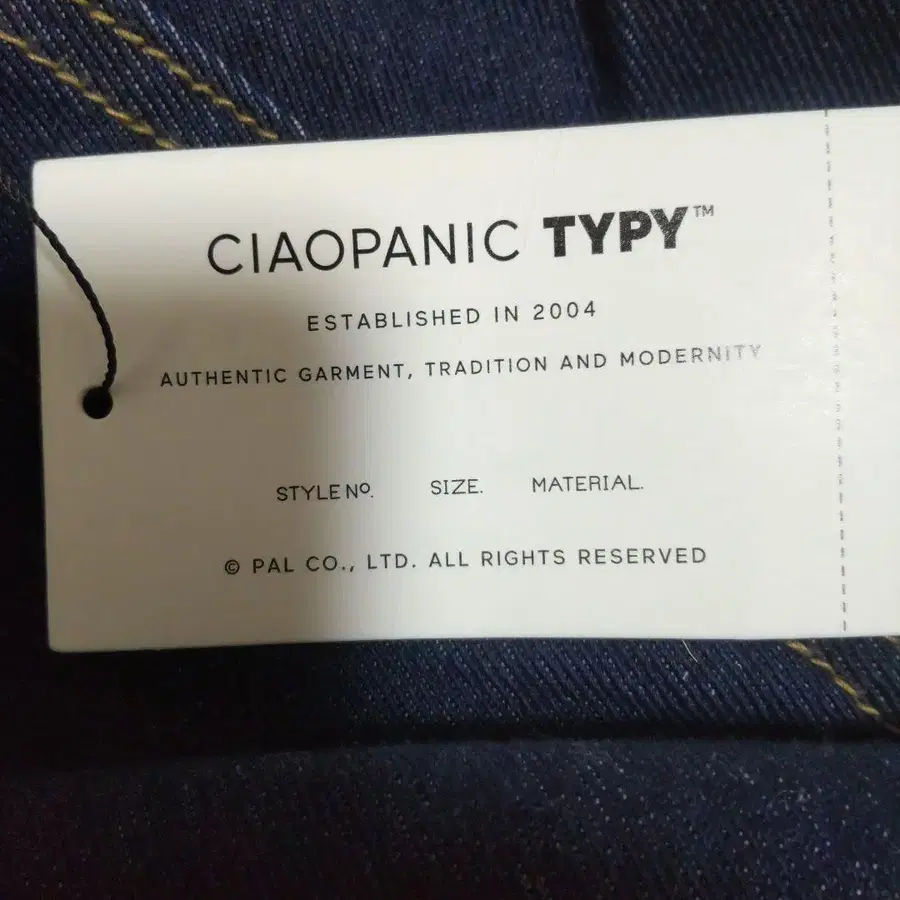 CIAOPANIC TYPY™
ESTABLISHED IN 2004
AUTHENTIC GARMENT, TRADITION AND MODERNITY
STYLE Nº. SIZE. MATERIAL.
© PAL CO., LTD. ALL RIGHTS RESERVED